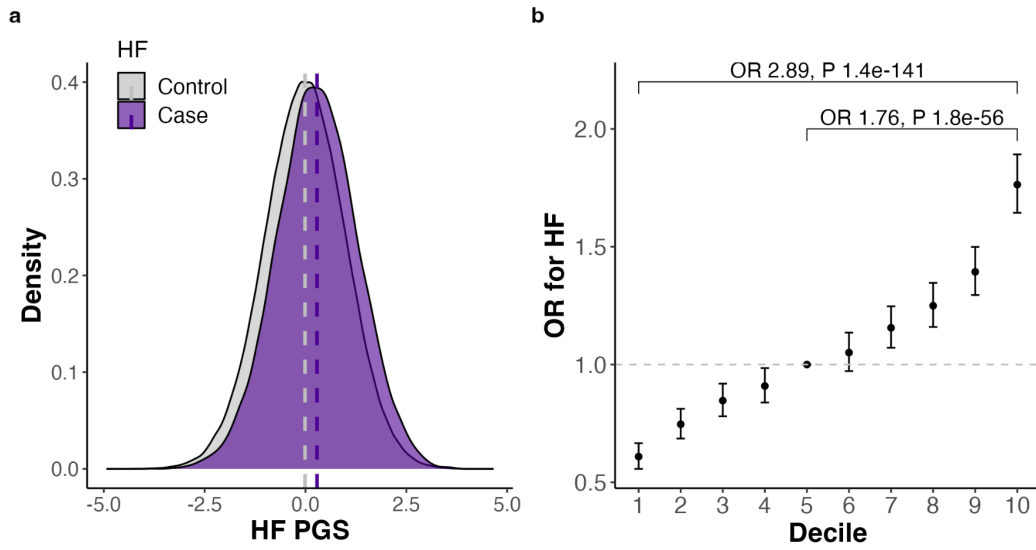 a
HF
Control
Case
0.4
0.3
0.2
0.1
0.0
Density
-5.0 -2.5 0.0 2.5 5.0
HF PGS
b
OR 2.89, P 1.4e-141
OR 1.76, P 1.8e-56
2.0
1.5
1.0
0.5
OR for HF
1 2 3 4 5 6 7 8 9 10
Decile